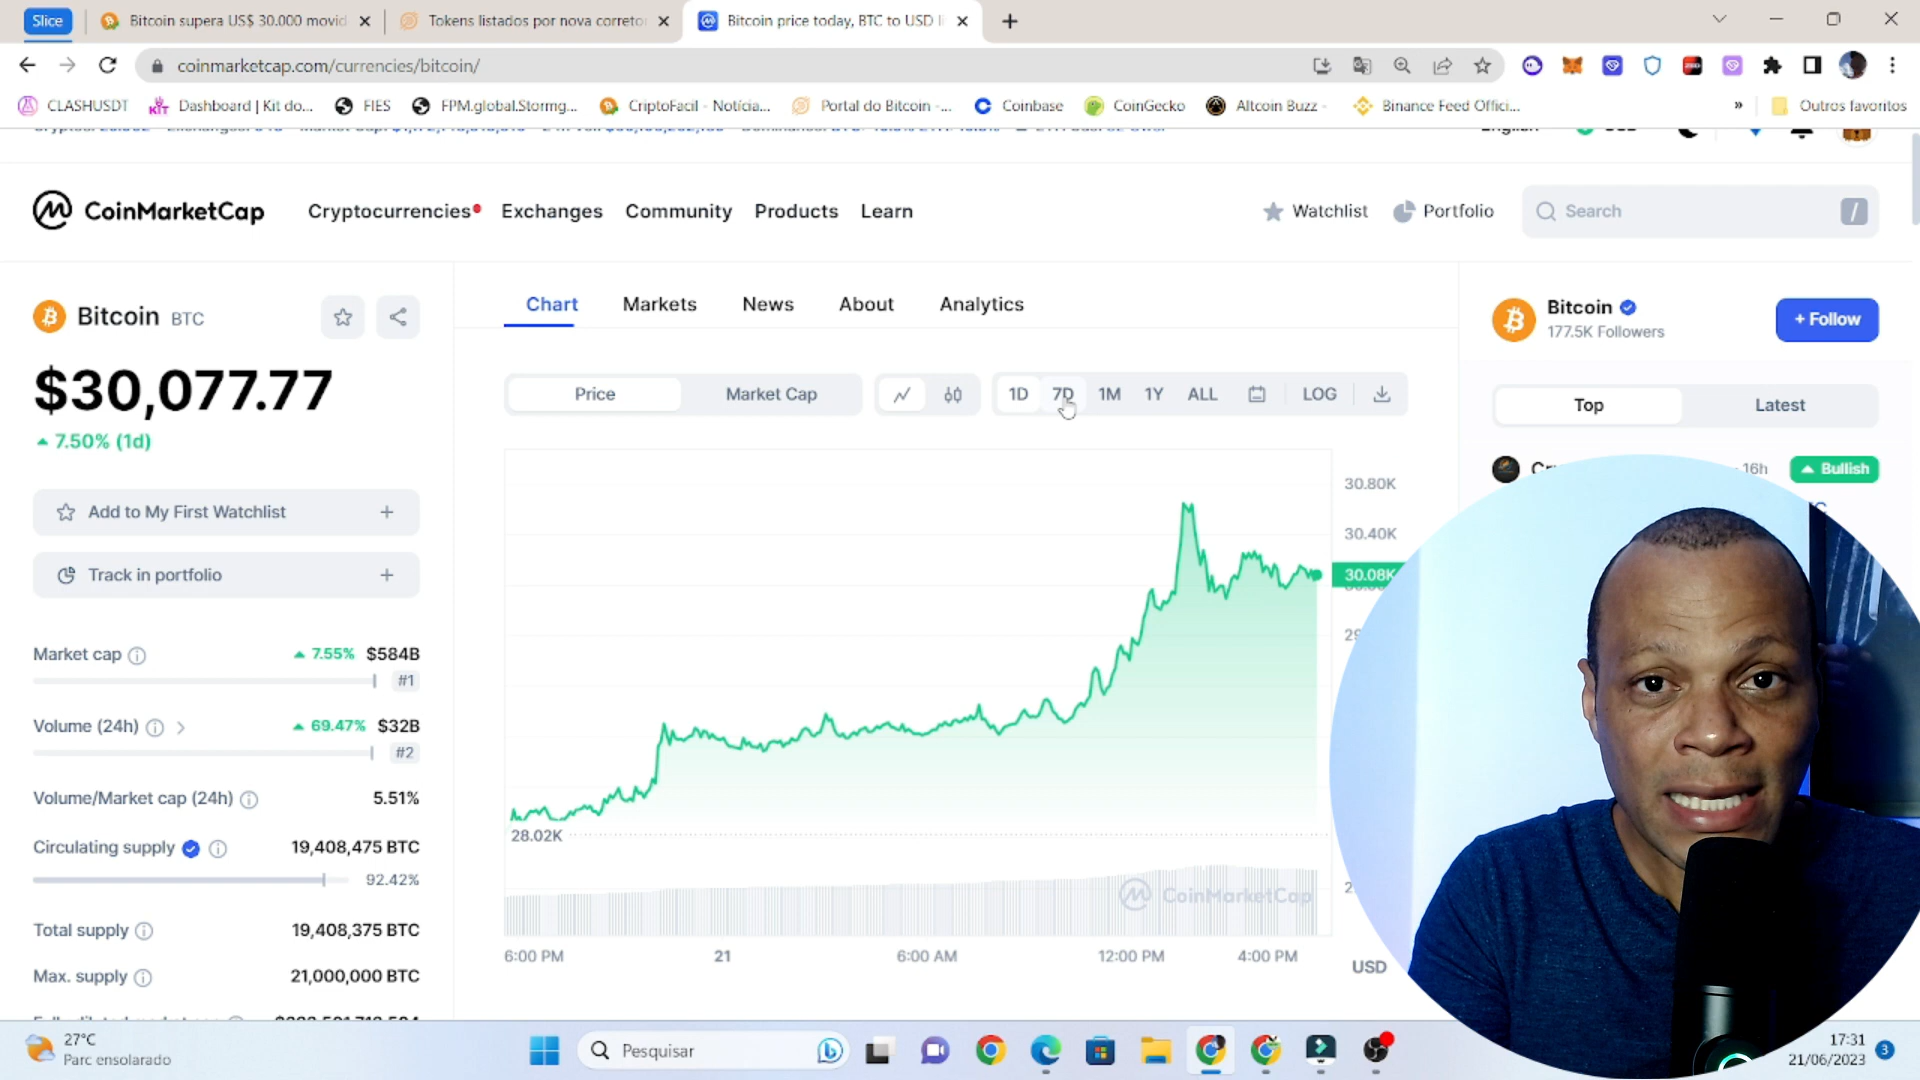 Slice
Bitcoin supera US$ 30.000 movid
Tokens listados por nova correto
Bitcoin price today, BTC to USD li
coinmarketcap.com/currencies/bitcoin/
CLASHUSDT
Dashboard | Kit do...
FIES
FPM.global.Stormg...
CriptoFacil - Notícia...
Portal do Bitcoin -...
Coinbase
CoinGecko
Altcoin Buzz -
Binance Feed Offici...
»
Outros favoritos
English
CoinMarketCap
Cryptocurrencies
Exchanges
Community
Products
Learn
Watchlist
Portfolio
Search
/
Bitcoin BTC
$30,077.77
7.50% (1d)
Add to My First Watchlist +
Track in portfolio +
Market cap 7.55% $584B
#1
Volume (24h) 69.47% $32B
#2
Volume/Market cap (24h) 5.51%
Circulating supply 19,408,475 BTC
92.42%
Total supply 19,408,375 BTC
Max. supply 21,000,000 BTC
Chart
Markets
News
About
Analytics
Price
Market Cap
1D
7D
1M
1Y
ALL
LOG
30.80K
30.40K
30.08K
28.02K
CoinMarketCap
6:00 PM
21
6:00 AM
12:00 PM
4:00 PM
USD
Bitcoin
177.5K Followers
+ Follow
Top
Latest
16h
Bullish
27°C
Parc ensolarado
Pesquisar
17:31
21/06/2023
3